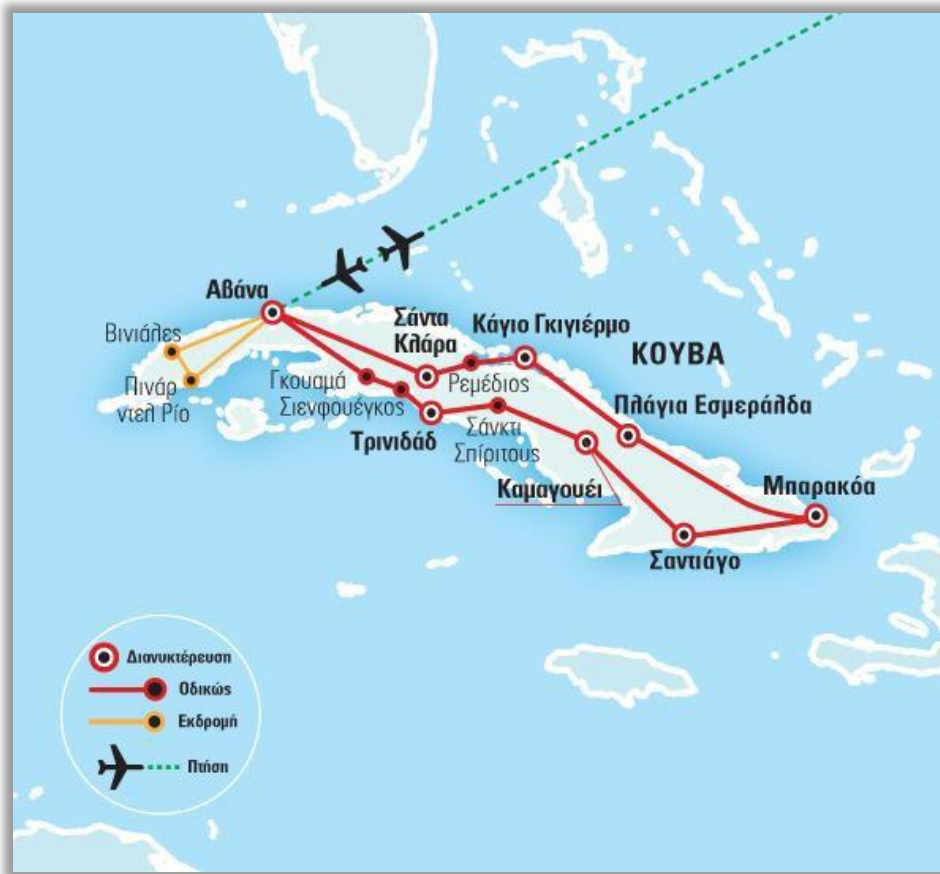 Αβάνα
Βινιάλες
Πινάρ
ντελ Ρίο
Σάντα
Κλάρα
Κάγιο Γκιγιέρμο
ΚΟΥΒΑ
Ρεμέδιος
Γκουαμά
Σιενφουέγκος
Τρινιδάδ
Σάνκτι
Σπίριτους
Πλάγια Εσμεράλδα
Καμαγουέι
Μπαρακόα
Σαντιάγο
Διανυκτέρευση
Οδικώς
Εκδρομή
Πτήση